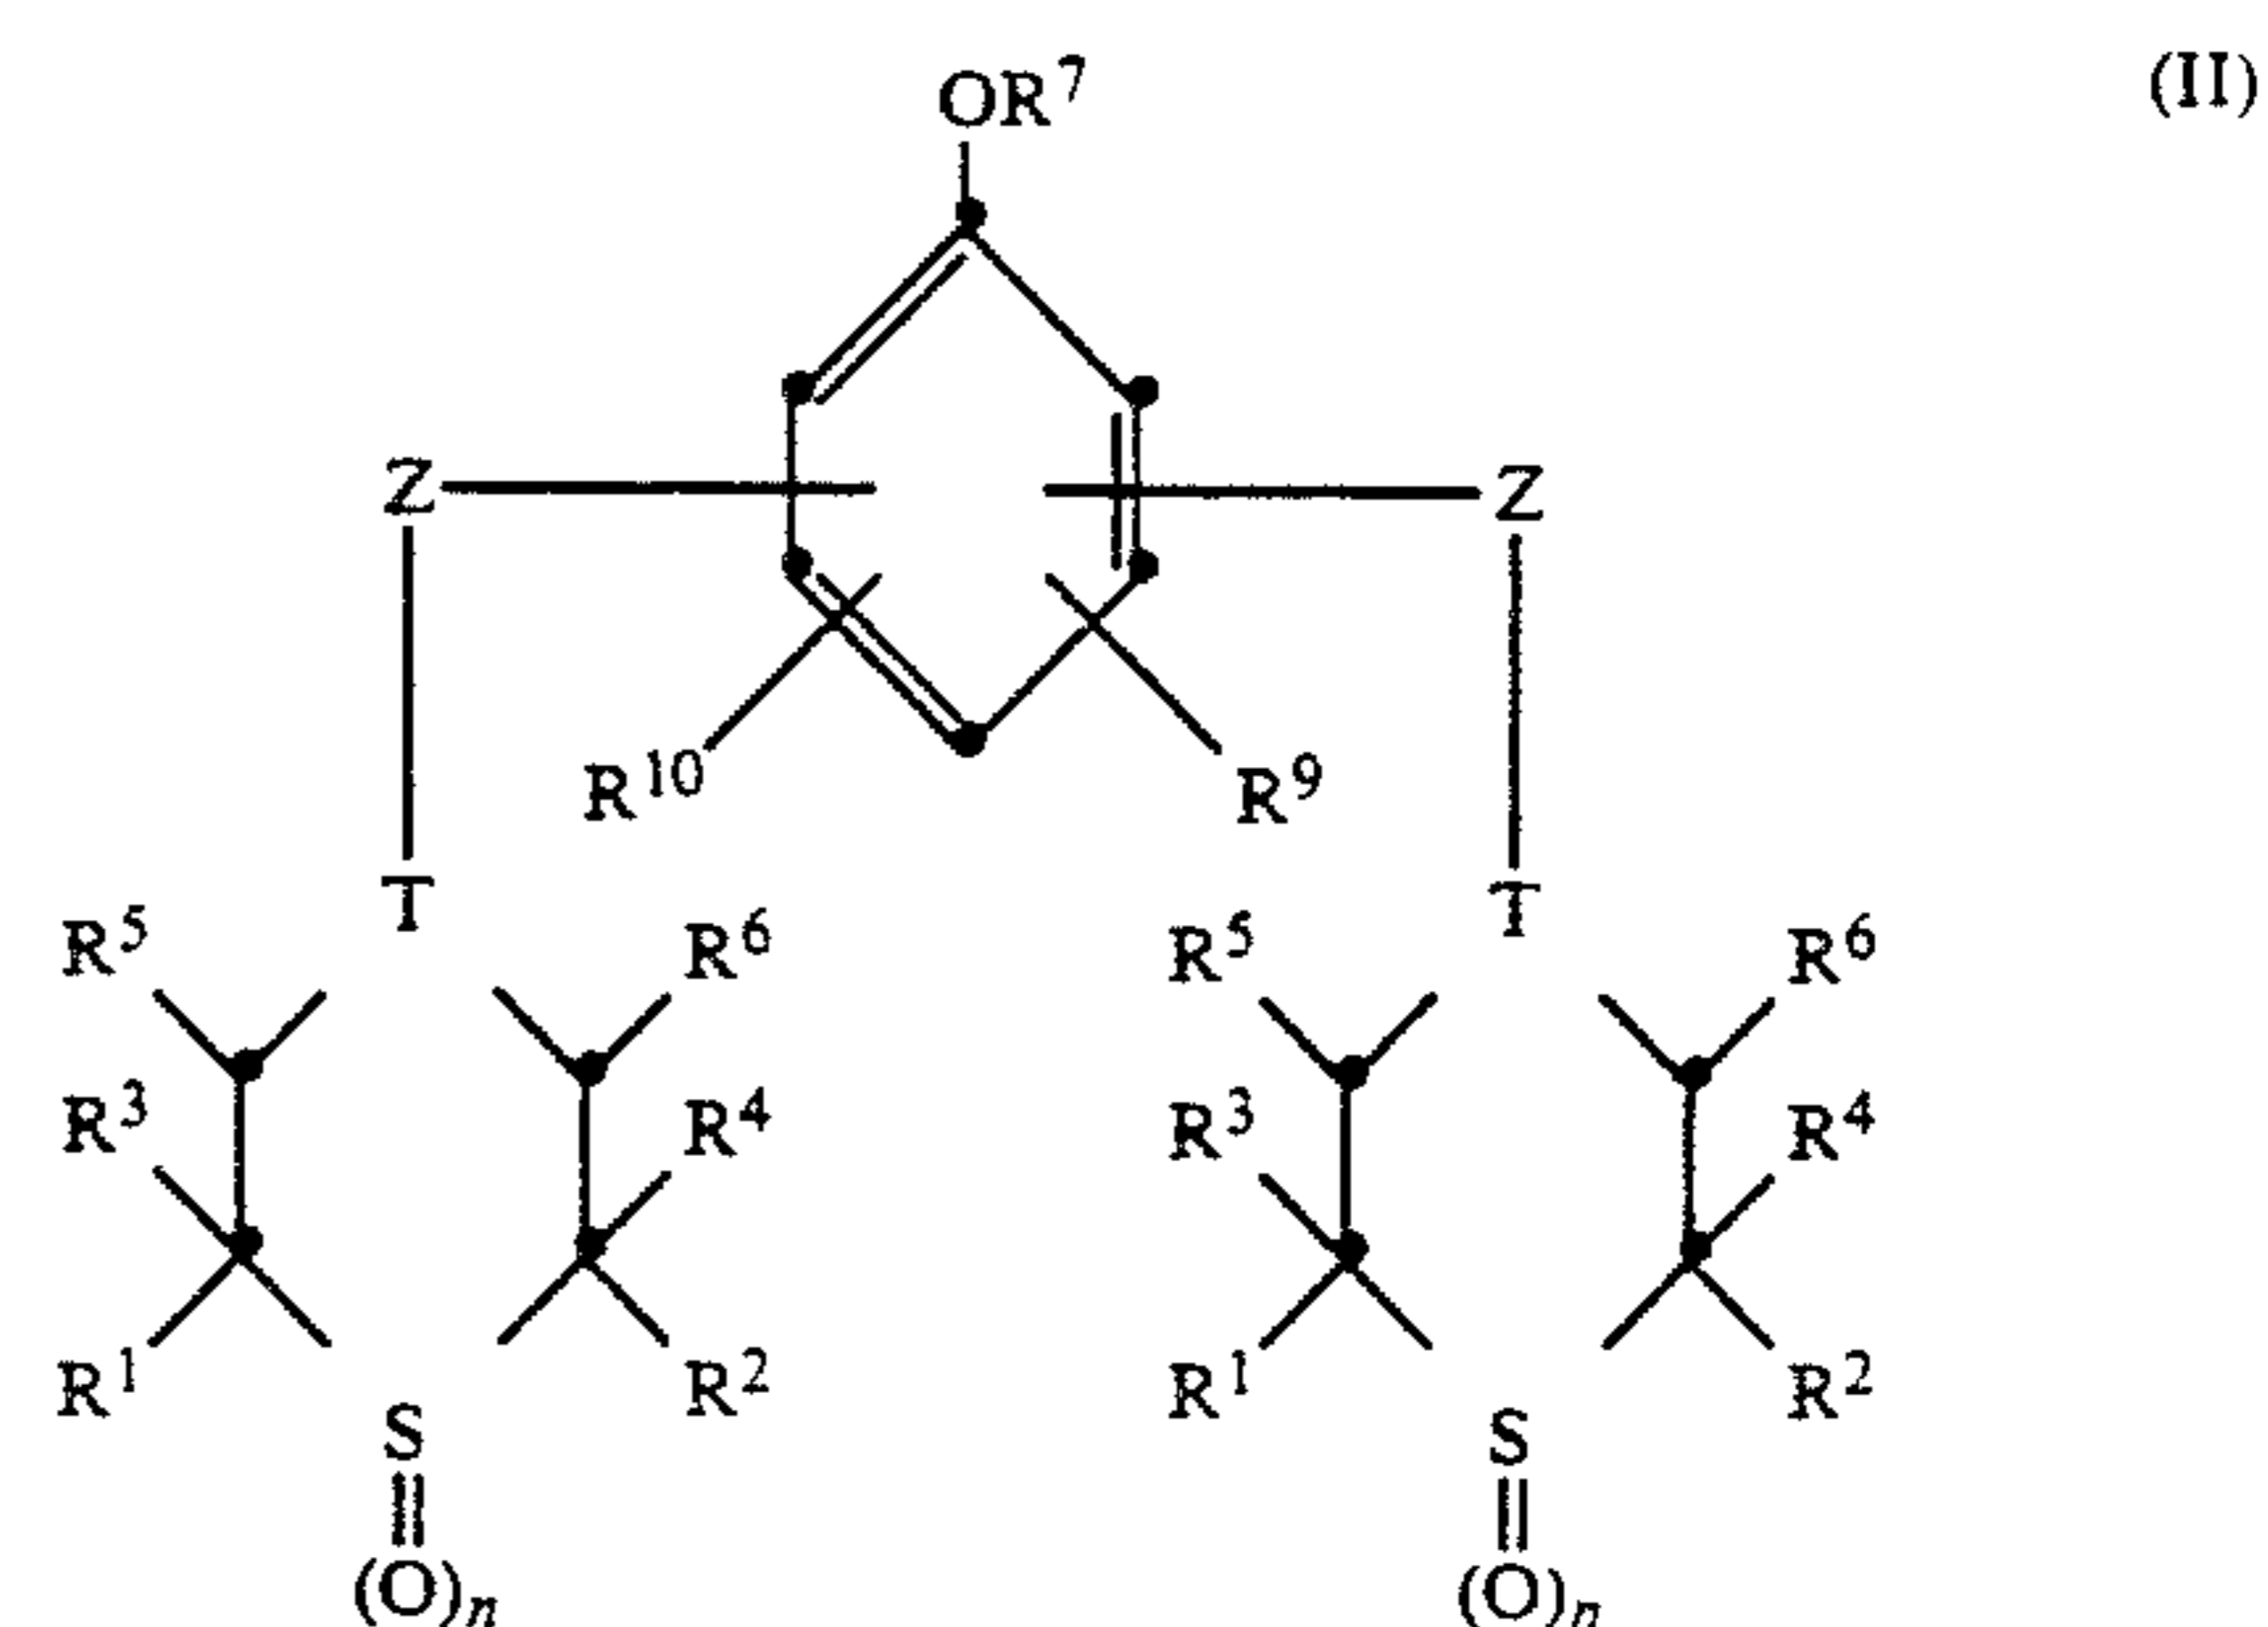 OR⁷ (II)
Z Z
R¹⁰ R⁹
T T
R⁵ R⁶ R⁵ R⁶
R³ R⁴ R³ R⁴
R¹ R² R¹ R²
S S
(O)ₙ (O)ₙ